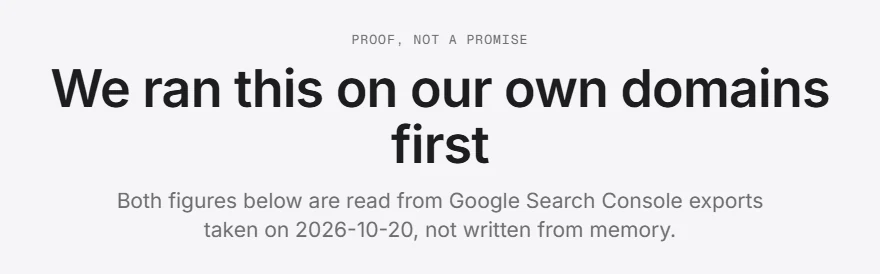 PROOF, NOT A PROMISE
We ran this on our own domains
first
Both figures below are read from Google Search Console exports
taken on 2026-10-20, not written from memory.